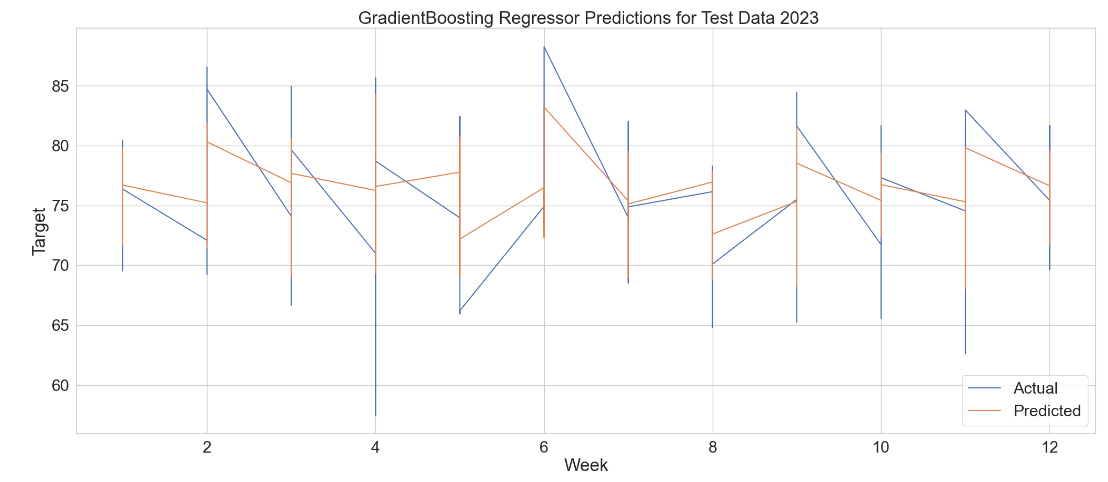 GradientBoosting Regressor Predictions for Test Data 2023
85
80
75
70
65
60
Target
2 4 6 8 10 12
Week
Actual
Predicted